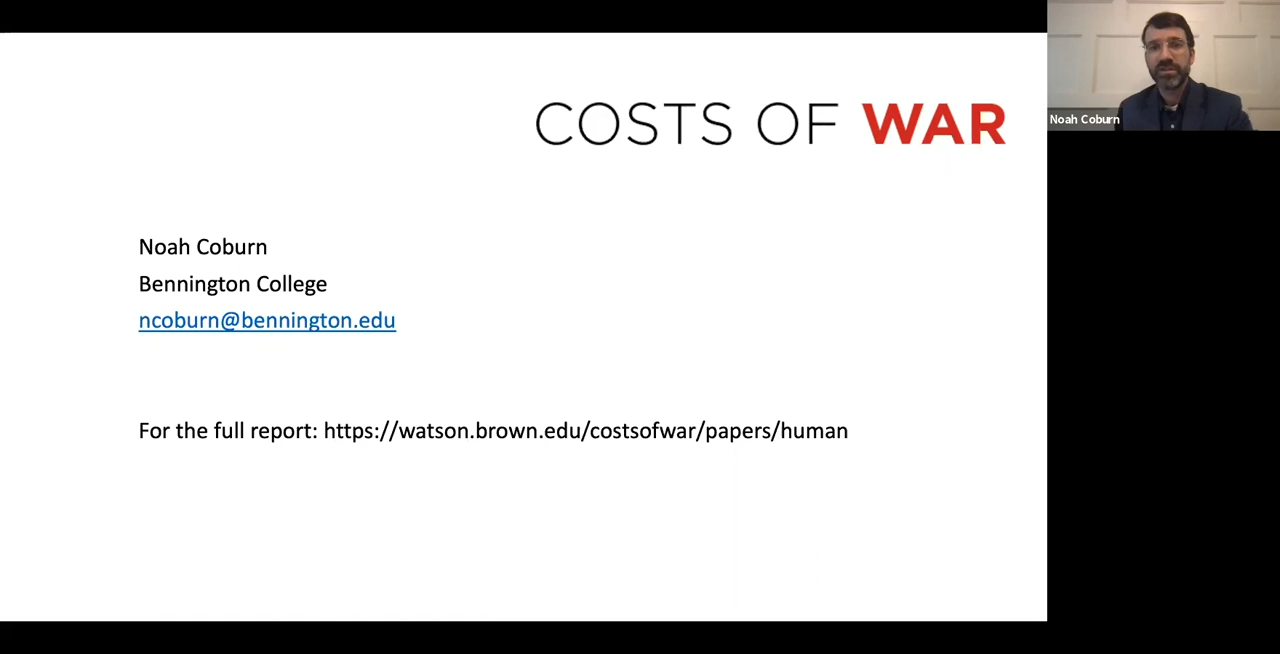 COSTS OF WAR
Noah Coburn
Noah Coburn
Bennington College
ncoburn@bennington.edu
For the full report: https://watson.brown.edu/costsofwar/papers/human